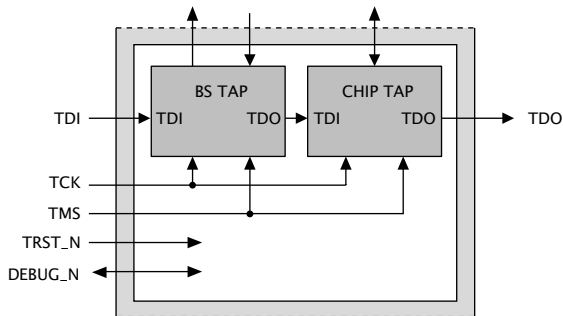 BS TAP CHIP TAP
TDI TDI TDO TDI TDO TDO
TCK
TMS
TRST_N
DEBUG_N